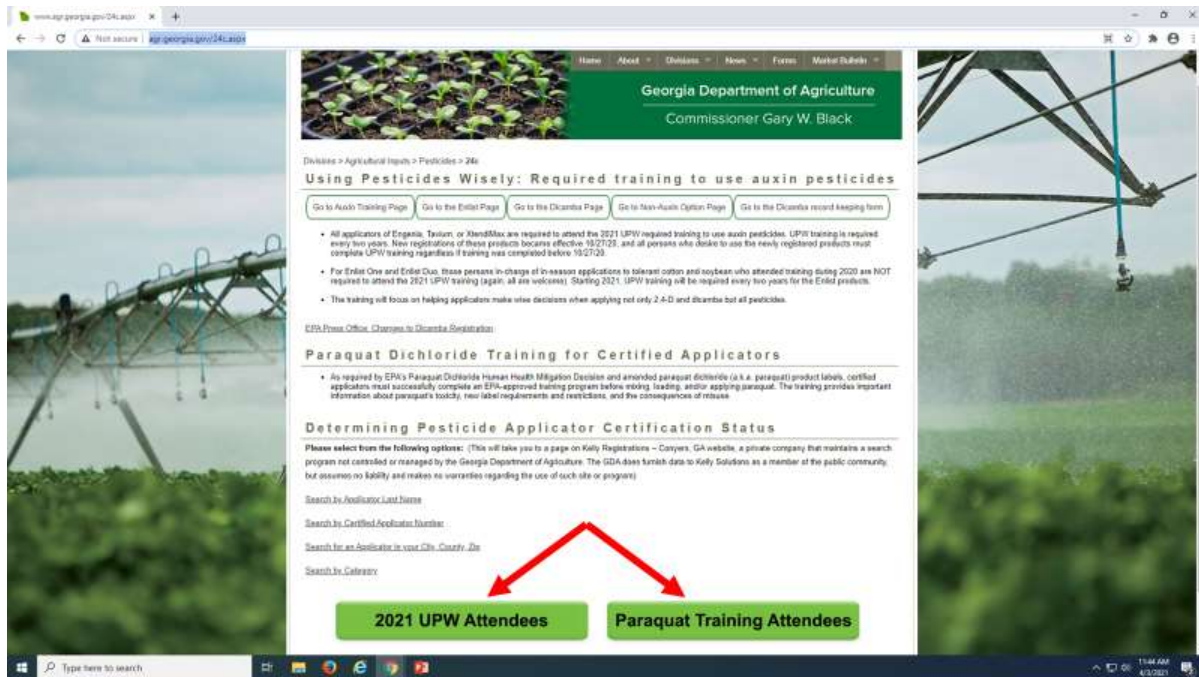 www.agr.georgia.gov/24c.aspx
Not secure | agr.georgia.gov/24c.aspx
Home About Divisions News Forms Market Bulletin
Georgia Department of Agriculture
Commissioner Gary W. Black
Divisions > Agricultural Inputs > Pesticides > 24c
Using Pesticides Wisely: Required training to use auxin pesticides
Go to Auxin Training Page Go to the Enlist Page Go to the Dicamba Page Go to Non-Auxin Option Page Go to the Dicamba record keeping form
• All applicators of Engenia, Tavium, or XtendiMax are required to attend the 2021 UPW required training to use auxin pesticides. UPW training is required
every two years. New registrations of these products became effective 10/27/20, and all persons who desire to use the newly registered products must
complete UPW training regardless if training was completed before 10/27/20.
• For Enlist One and Enlist Duo, those persons in-charge of in-season applications to tolerant cotton and soybean who attended training during 2020 are NOT
required to attend the 2021 UPW training (again, all are welcome). Starting 2021, UPW training will be required every two years for the Enlist products.
• The training will focus on helping applicators make wise decisions when applying not only 2,4-D and dicamba but all pesticides.
EPA Press Office: Changes to Dicamba Registration
Paraquat Dichloride Training for Certified Applicators
• As required by EPA's Paraquat Dichloride Human Health Mitigation Decision and amended paraquat dichloride (a.k.a. paraquat) product labels, certified
applicators must successfully complete an EPA-approved training program before mixing, loading, and/or applying paraquat. The training provides important
information about paraquat's toxicity, new label requirements and restrictions, and the consequences of misuse.
Determining Pesticide Applicator Certification Status
Please select from the following options: (This will take you to a page on Kelly Registrations – Conyers, GA website, a private company that maintains a search
program not controlled or managed by the Georgia Department of Agriculture. The GDA does furnish data to Kelly Solutions as a member of the public community,
but assumes no liability and makes no warranties regarding the use of such site or program)
Search by Applicator Last Name
Search by Certified Applicator Number
Search for an Applicator in your City, County, Zip
Search by Category
2021 UPW Attendees Paraquat Training Attendees
Type here to search
11:44 AM
4/3/2021